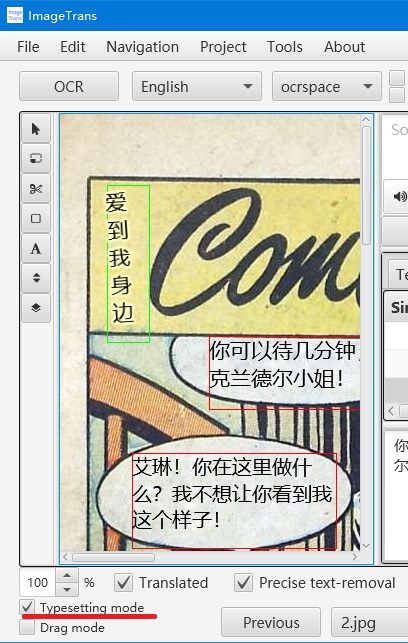 Image
Trans
ImageTrans
File Edit Navigation Project Tools About
OCR English ocrspace
So
爱到我身边
Com
Te
Sin
你可以待几分钟
克兰德尔小姐！
你
尔
艾琳！你在这里做什
么？我不想让你看到我
这个样子！
A
100 % Translated Precise text-removal
Typesetting mode
Drag mode
Previous 2.jpg